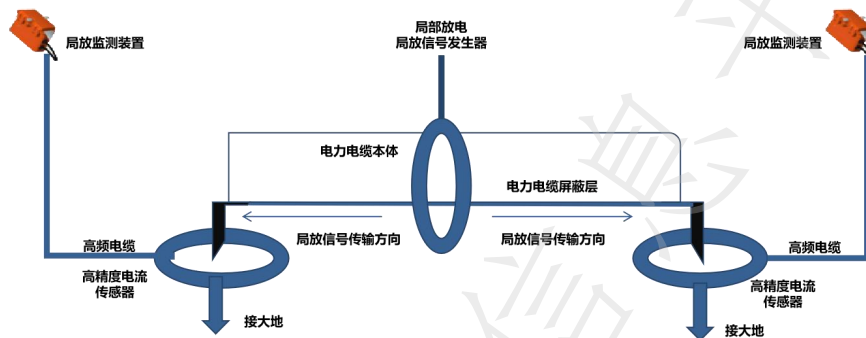 局放监测装置
局部放电
局放信号发生器
局放监测装置
电力电缆本体
电力电缆屏蔽层
局放信号传输方向
局放信号传输方向
高频电缆
高精度电流
传感器
接大地
高频电缆
高精度电流
传感器
接大地